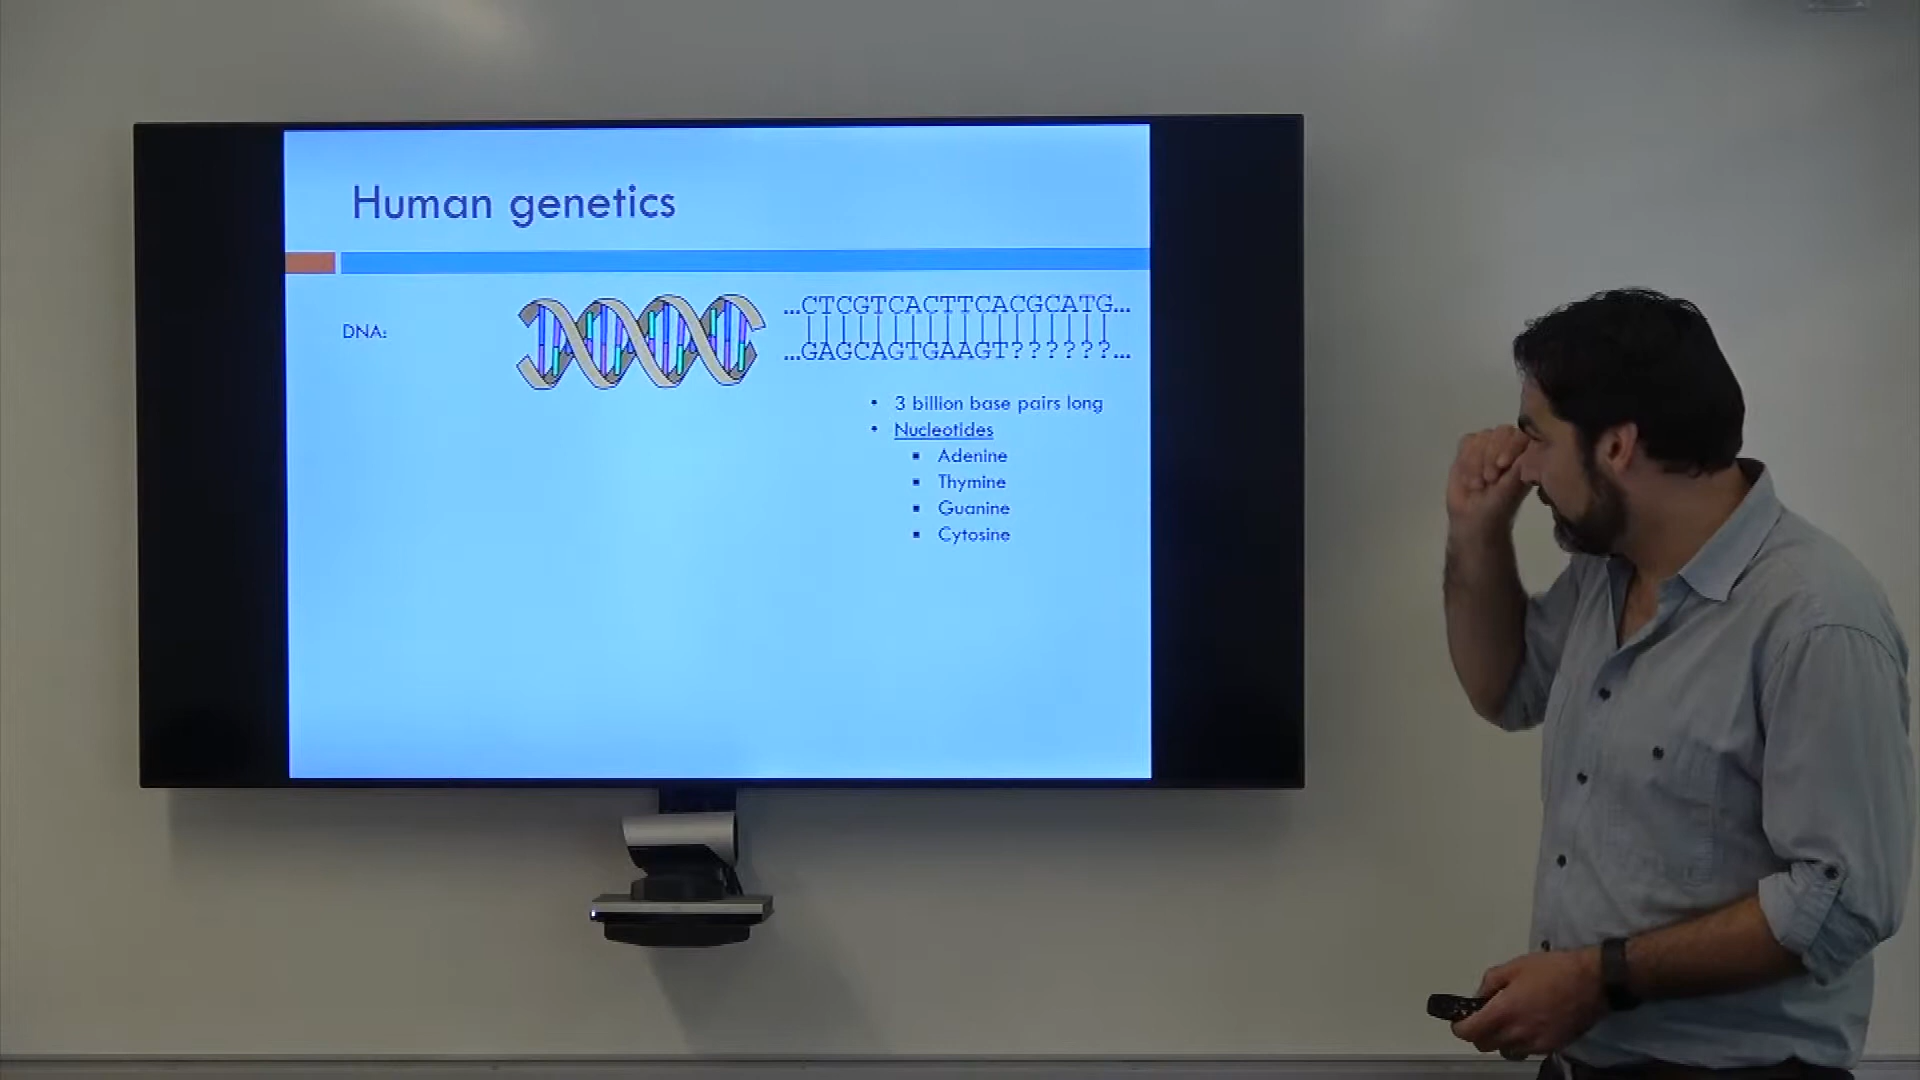 Human genetics
DNA:
...CTCGTCACTTCACGCATG...
...GAGCAGTGAAGT??????...
• 3 billion base pairs long
• Nucleotides
▪ Adenine
▪ Thymine
▪ Guanine
▪ Cytosine